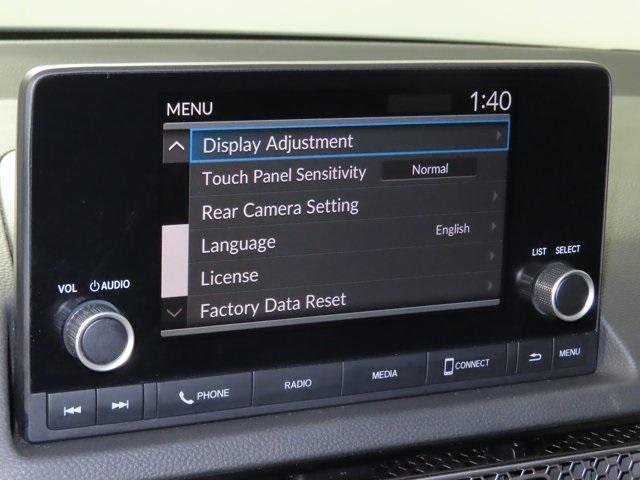 MENU 1:40
Display Adjustment
Touch Panel Sensitivity Normal
Rear Camera Setting
Language English
License
Factory Data Reset
VOL AUDIO
LIST SELECT
PHONE RADIO MEDIA CONNECT MENU